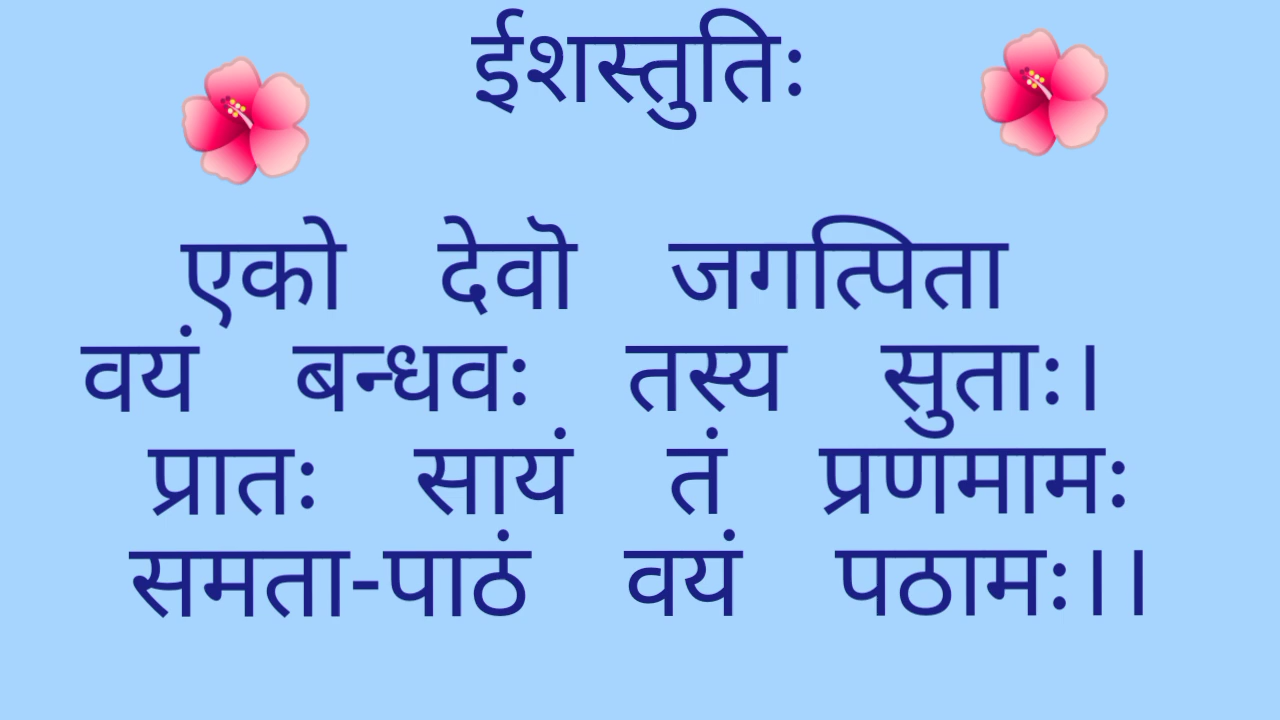 ईशस्तुतिः
एको देवॊ जगत्पिता
वयं बन्धवः तस्य सुताः।
प्रातः सायं तं प्रणमामः
समता-पाठं वयं पठामः।।